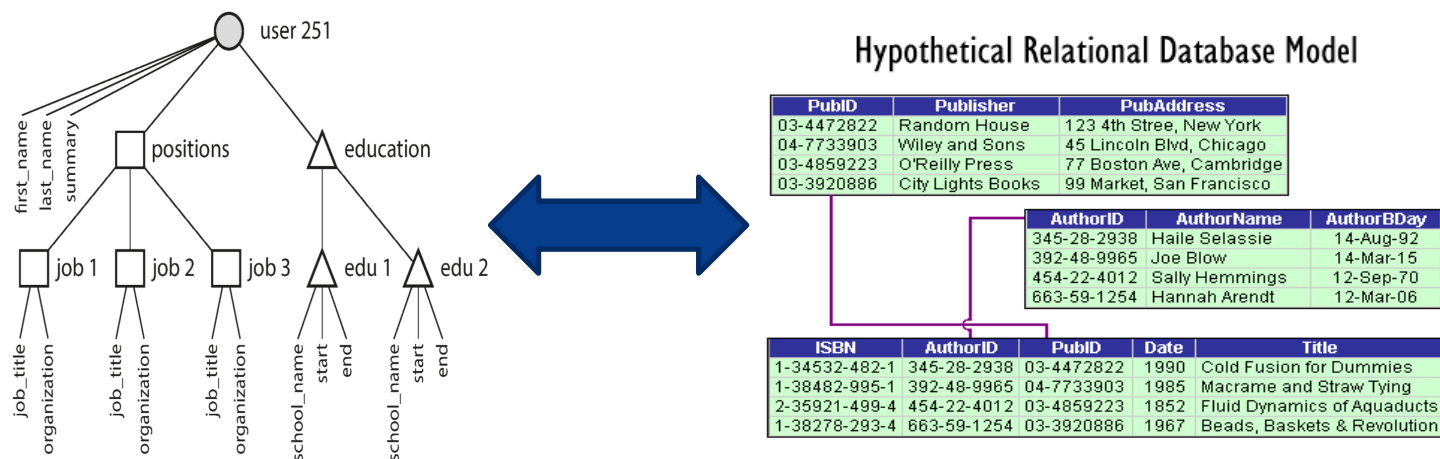 user 251
first_name
last_name
summary
positions
education
job 1
job 2
job 3
edu 1
edu 2
job_title
organization
job_title
organization
job_title
organization
school_name
start
end
school_name
start
end
Hypothetical Relational Database Model
PubID Publisher PubAddress
03-4472822 Random House 123 4th Stree, New York
04-7733903 Wiley and Sons 45 Lincoln Blvd, Chicago
03-4859223 O'Reilly Press 77 Boston Ave, Cambridge
03-3920886 City Lights Books 99 Market, San Francisco
AuthorID AuthorName AuthorBDay
345-28-2938 Haile Selassie 14-Aug-92
392-48-9965 Joe Blow 14-Mar-15
454-22-4012 Sally Hemmings 12-Sep-70
663-59-1254 Hannah Arendt 12-Mar-06
ISBN AuthorID PubID Date Title
1-34532-482-1 345-28-2938 03-4472822 1990 Cold Fusion for Dummies
1-38482-995-1 392-48-9965 04-7733903 1985 Macrame and Straw Tying
2-35921-499-4 454-22-4012 03-4859223 1852 Fluid Dynamics of Aquaducts
1-38278-293-4 663-59-1254 03-3920886 1967 Beads, Baskets & Revolution